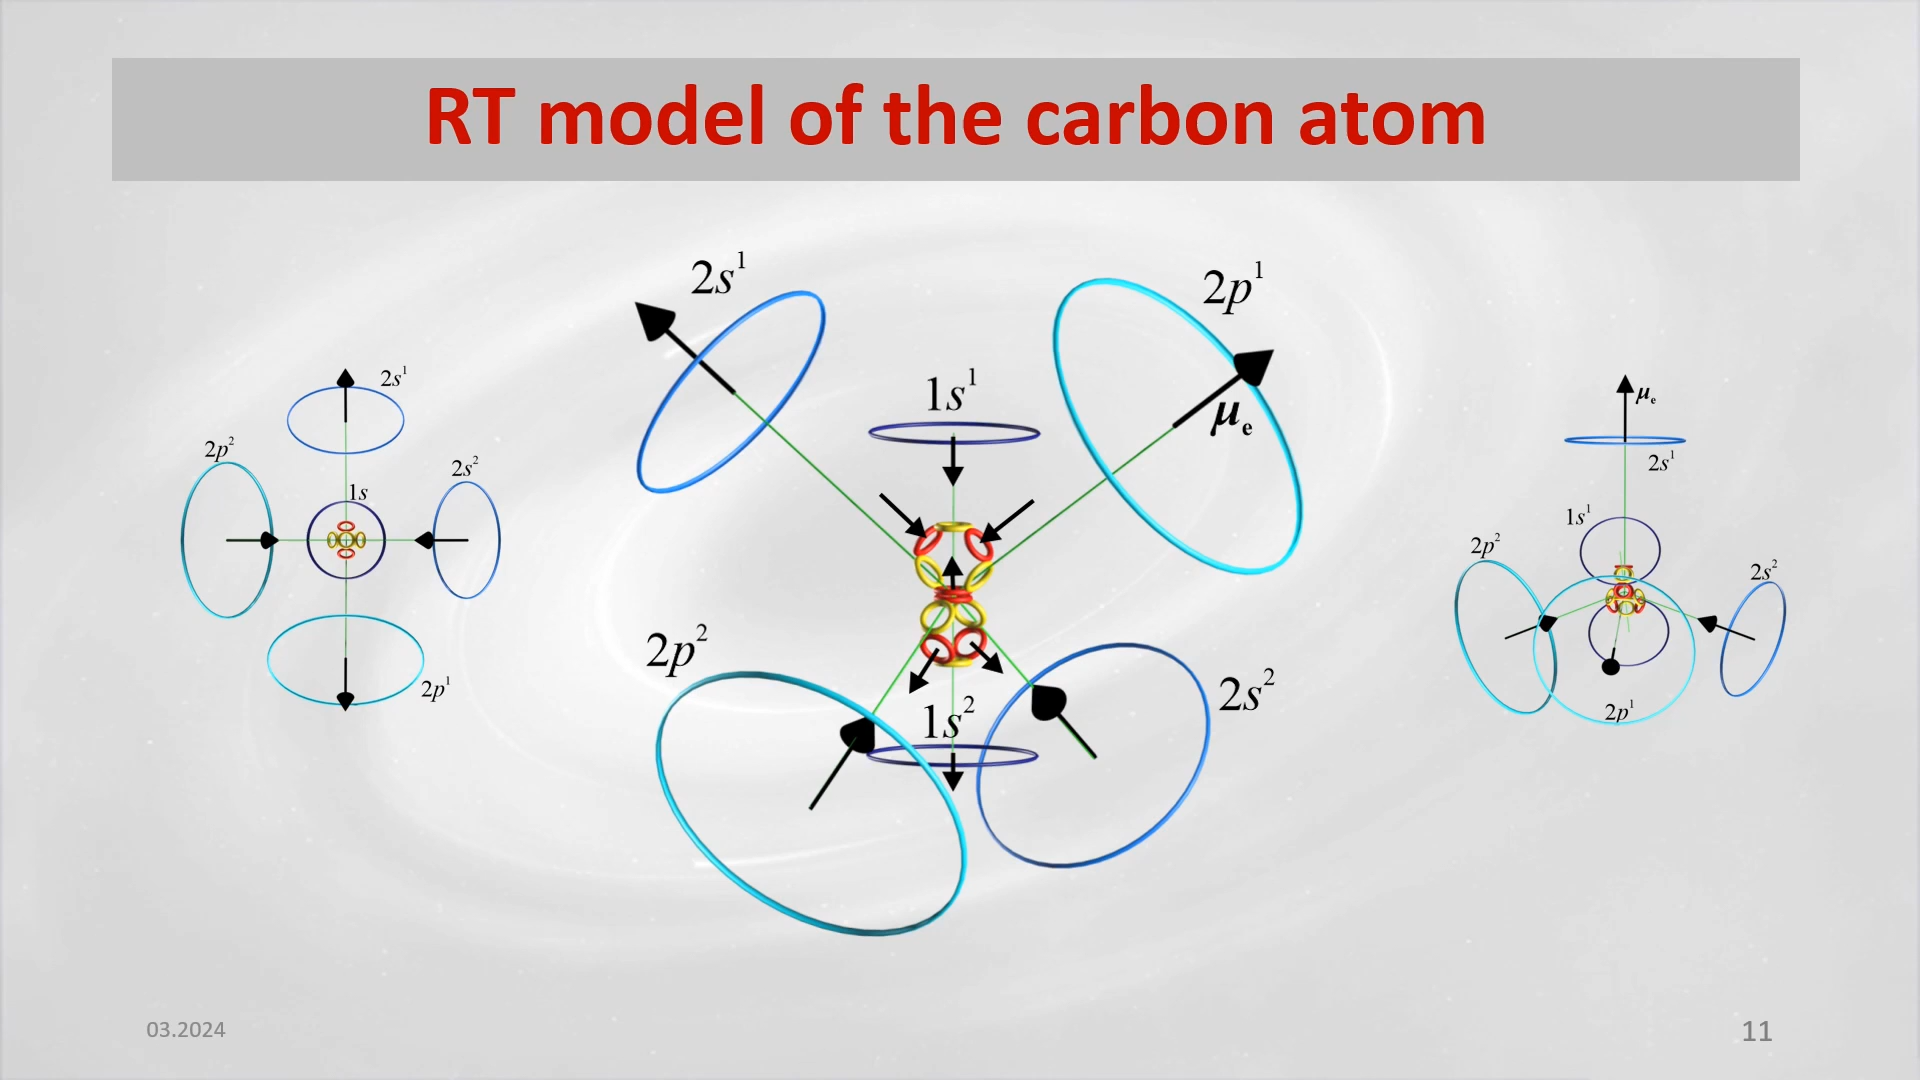 RT model of the carbon atom
2s¹
2p²
2s²
1s
2p¹
2s¹
2p¹
1s¹
μₑ
2p²
2s²
1s²
μₑ
2s¹
1s¹
2p²
2s²
2p¹
03.2024
11